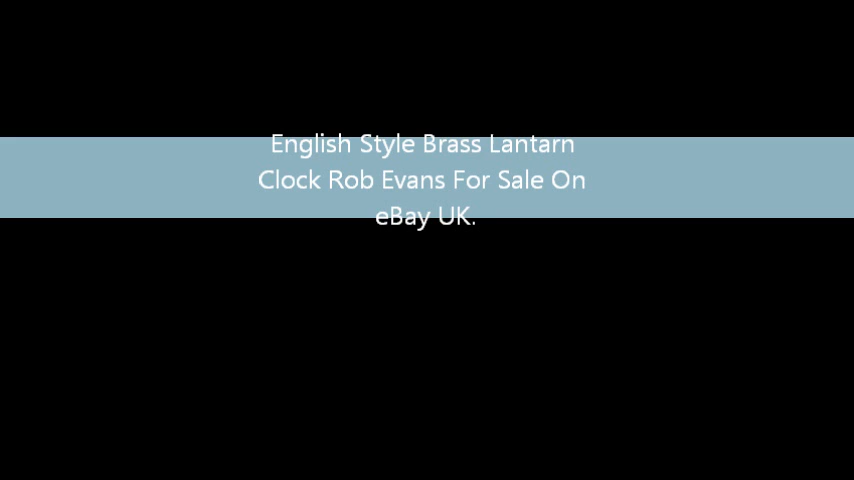 English Style Brass Lantarn
Clock Rob Evans For Sale On
eBay UK.